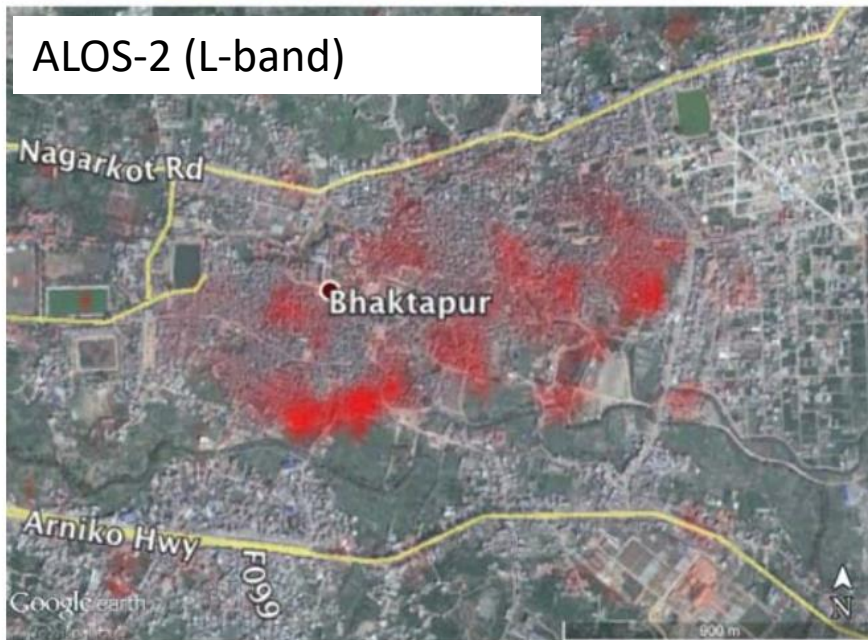 ALOS-2 (L-band)
Nagarkot Rd
Bhaktapur
Arniko Hwy
F099
Google earth
N
900 m